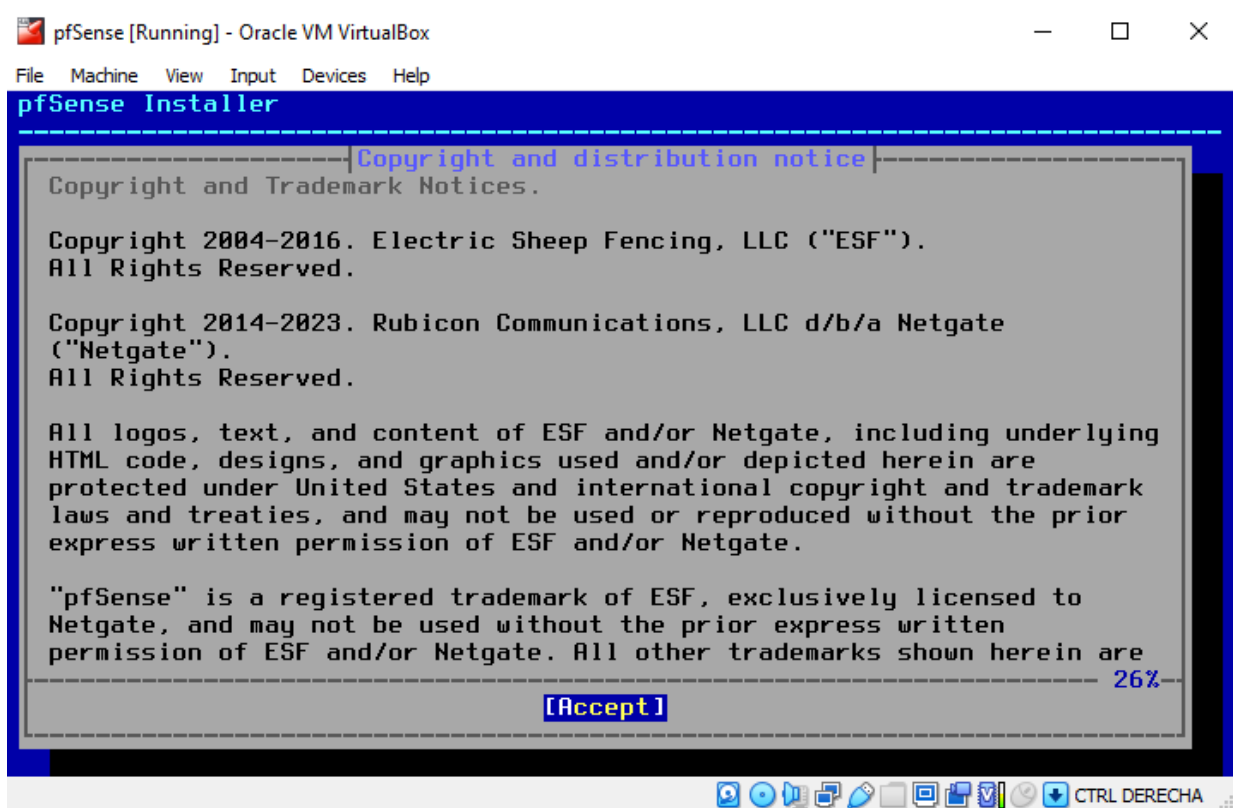 pfSense [Running] - Oracle VM VirtualBox
File Machine View Input Devices Help
pfSense Installer
Copyright and distribution notice
Copyright and Trademark Notices.
Copyright 2004-2016. Electric Sheep Fencing, LLC ("ESF").
All Rights Reserved.
Copyright 2014-2023. Rubicon Communications, LLC d/b/a Netgate
("Netgate").
All Rights Reserved.
All logos, text, and content of ESF and/or Netgate, including underlying
HTML code, designs, and graphics used and/or depicted herein are
protected under United States and international copyright and trademark
laws and treaties, and may not be used or reproduced without the prior
express written permission of ESF and/or Netgate.
"pfSense" is a registered trademark of ESF, exclusively licensed to
Netgate, and may not be used without the prior express written
permission of ESF and/or Netgate. All other trademarks shown herein are
26%
[Accept]
CTRL DERECHA